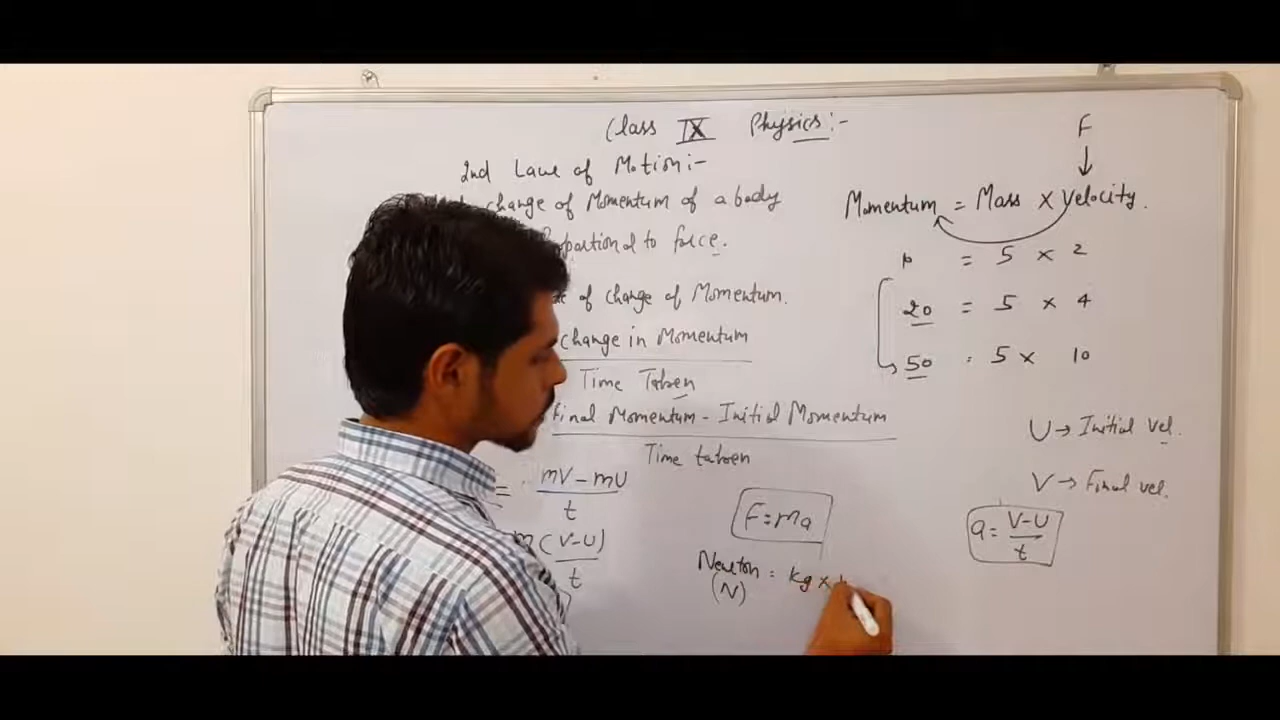 Class IX Physics:-
2nd Lawe of Motion:-
change of Momentum of a body
to force.
of change of Momentum.
change in Momentum
Time Taken
Final Momentum - Initial Momentum
Time taken
= mV - mU
t
m (V-U)
t
F=ma
Newton = kg x
(N)
F
↓
Momentum = Mass x Velocity.
p = 5 x 2
20 = 5 x 4
50 = 5 x 10
U → Initial vel.
V → Final vel.
a = V-U
t